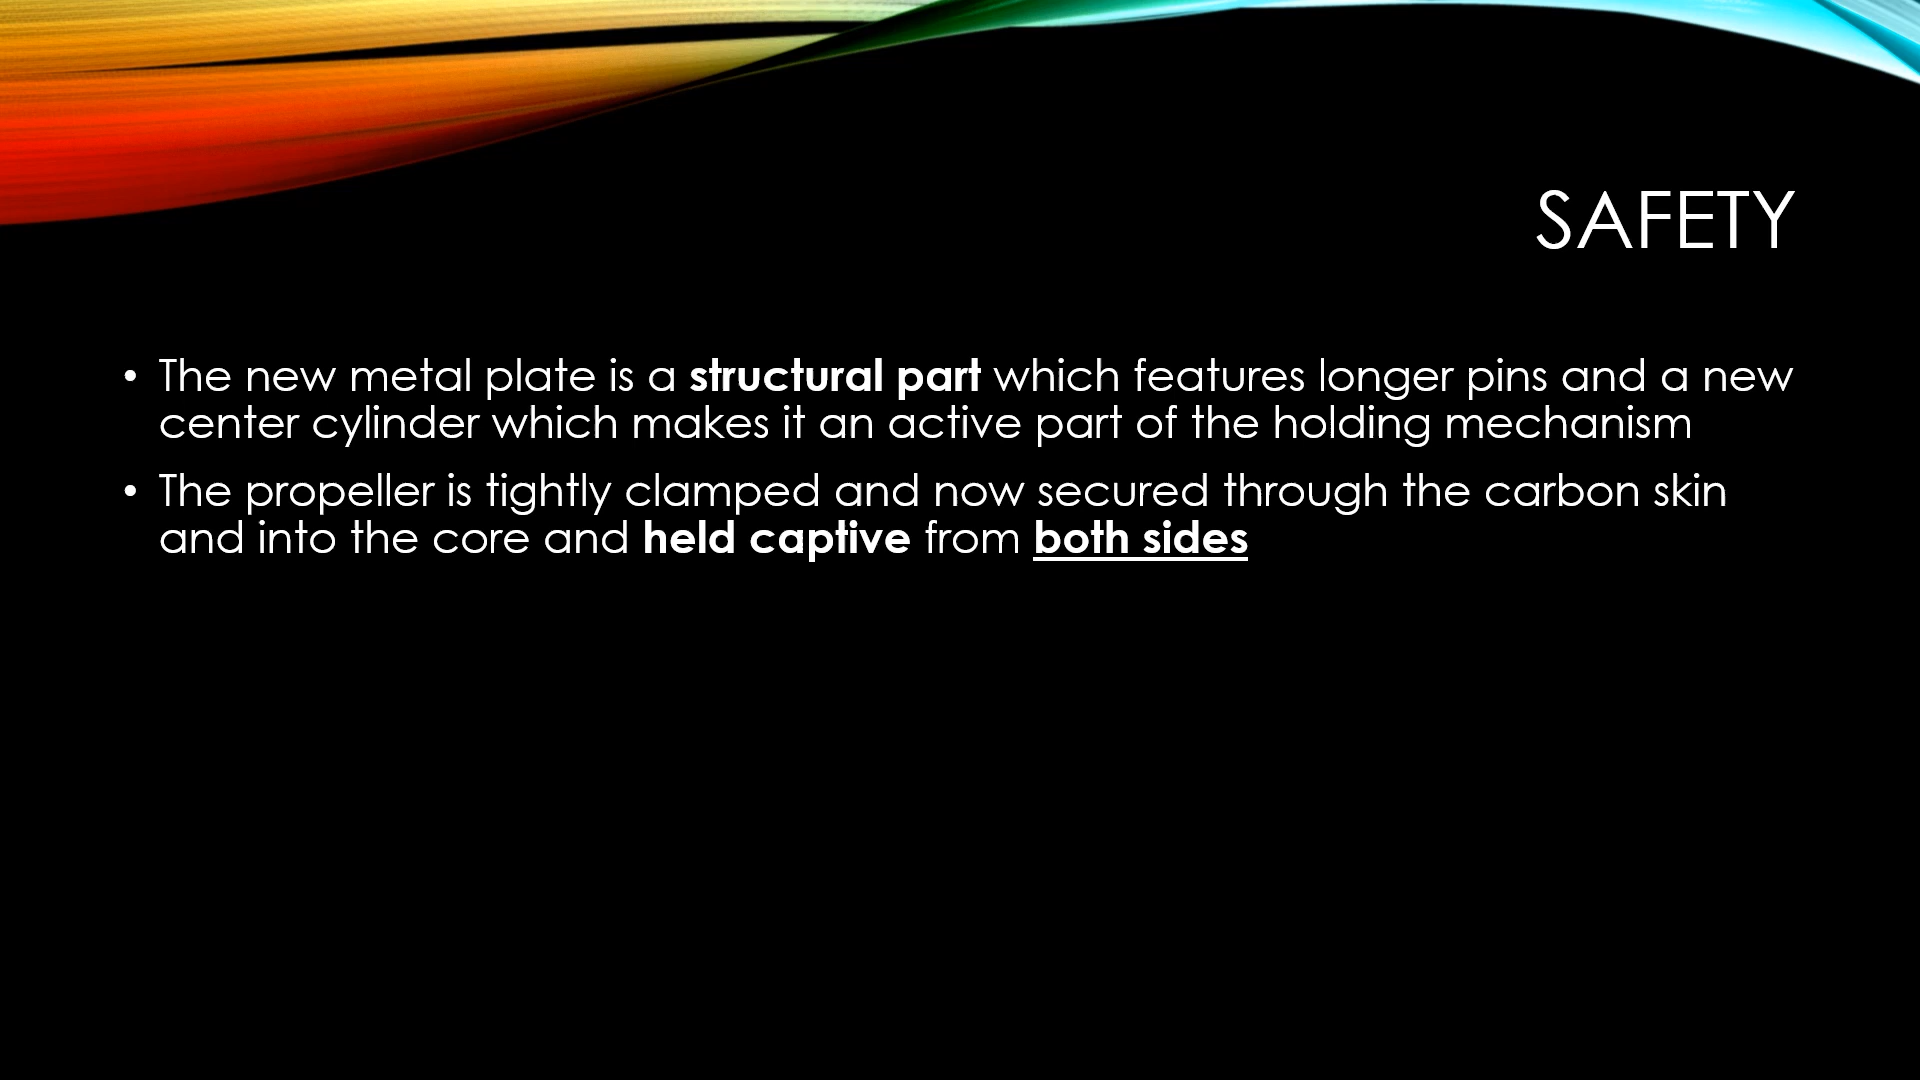 SAFETY
• The new metal plate is a structural part which features longer pins and a new
center cylinder which makes it an active part of the holding mechanism
• The propeller is tightly clamped and now secured through the carbon skin
and into the core and held captive from both sides